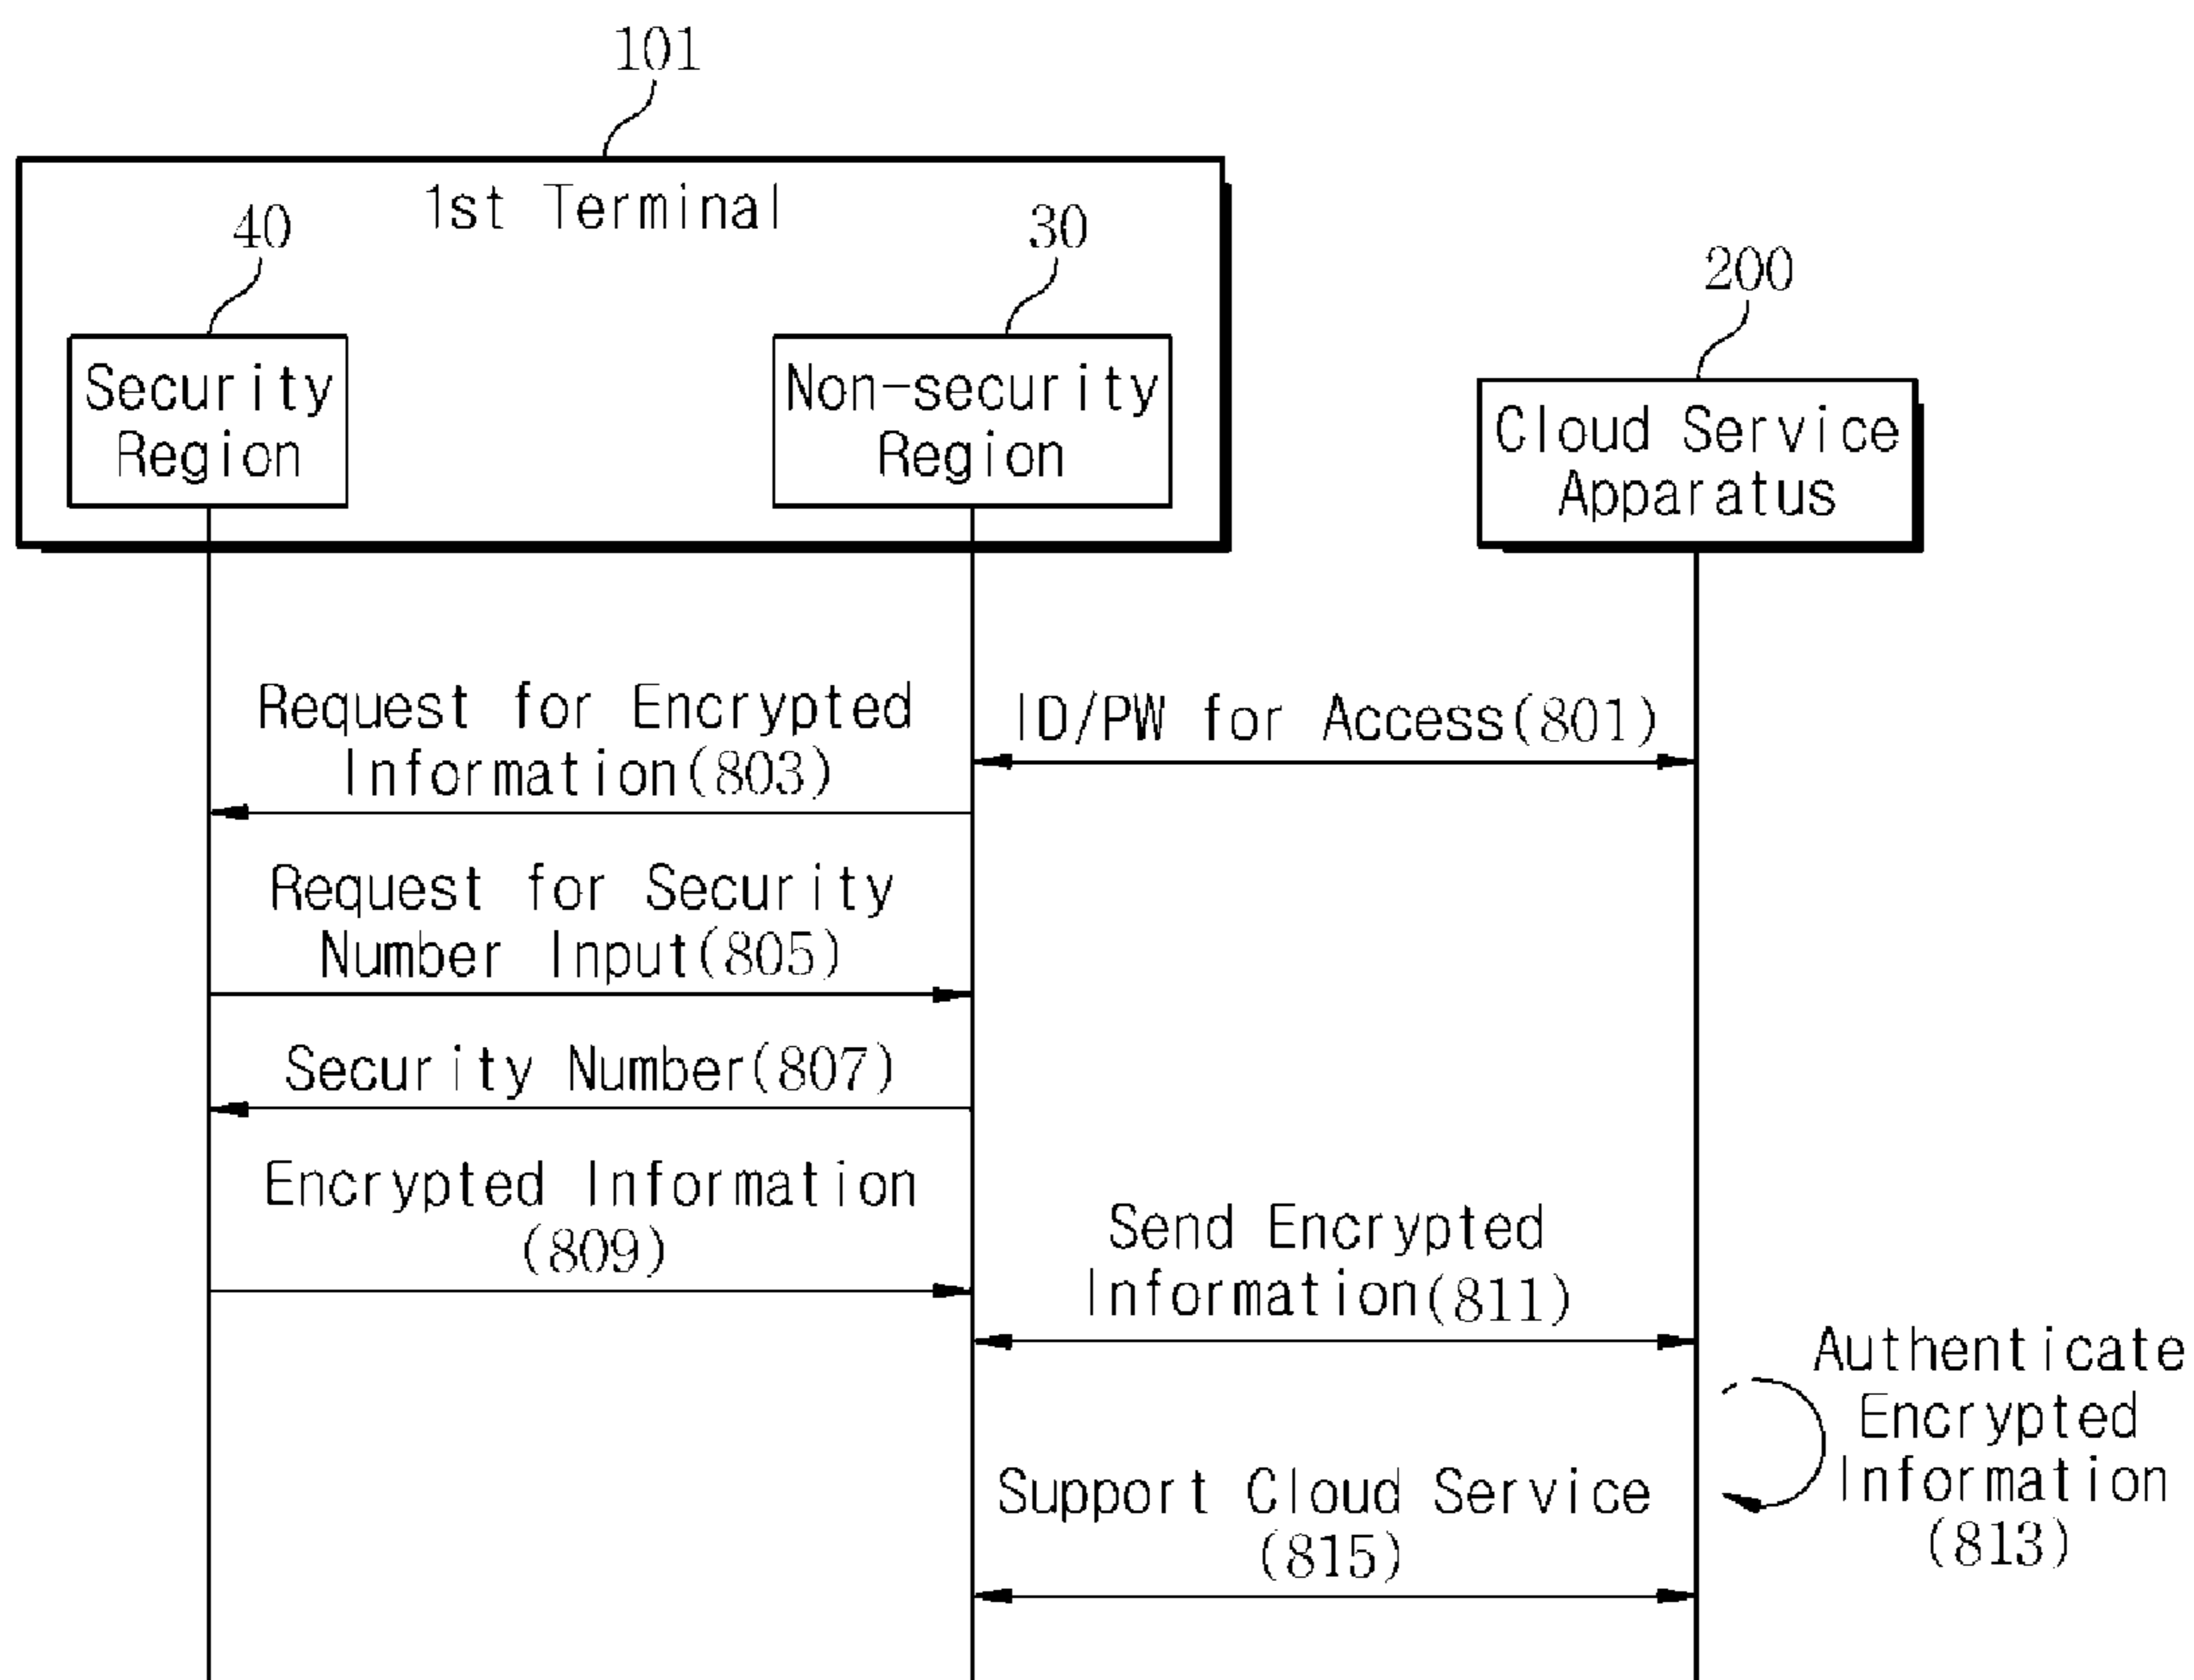 101
1st Terminal
40
30
200
Security
Region
Non-security
Region
Cloud Service
Apparatus
Request for Encrypted
Information(803)
ID/PW for Access(801)
Request for Security
Number Input(805)
Security Number(807)
Encrypted Information
(809)
Send Encrypted
Information(811)
Authenticate
Encrypted
Information
(813)
Support Cloud Service
(815)